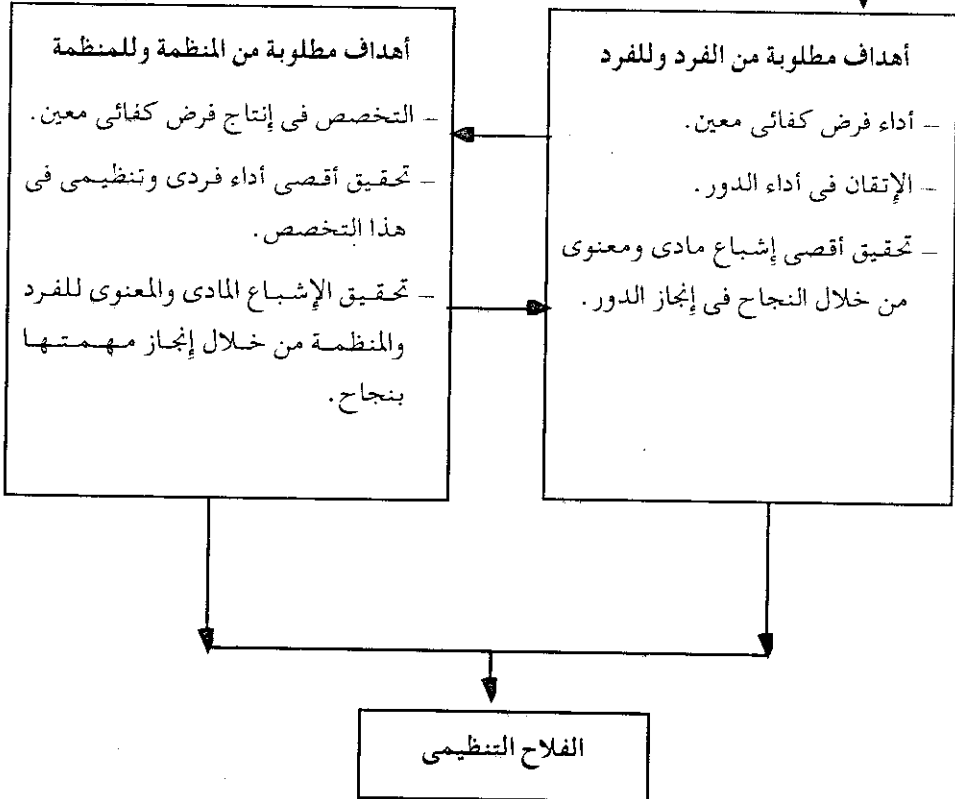 أهداف مطلوبة من الفرد وللفرد
– أداء فرض كفائى معين.
– الإتقان فى أداء الدور.
– تحقيق أقصى إشباع مادى ومعنوى
من خلال النجاح فى إنجاز الدور.
أهداف مطلوبة من المنظمة وللمنظمة
– التخصص فى إنتاج فرض كفائى معين.
– تحقيق أقصى أداء فردى وتنظيمى فى
هذا التخصص.
– تحقيق الإشباع المادى والمعنوى للفرد
والمنظمة من خلال إنجاز مهمتها
بنجاح.
الفلاح التنظيمى